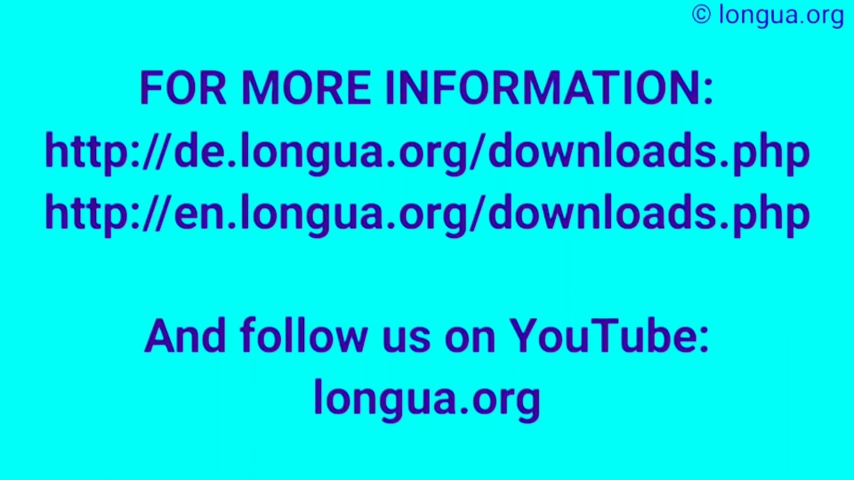 © longua.org
FOR MORE INFORMATION:
http://de.longua.org/downloads.php
http://en.longua.org/downloads.php
And follow us on YouTube:
longua.org